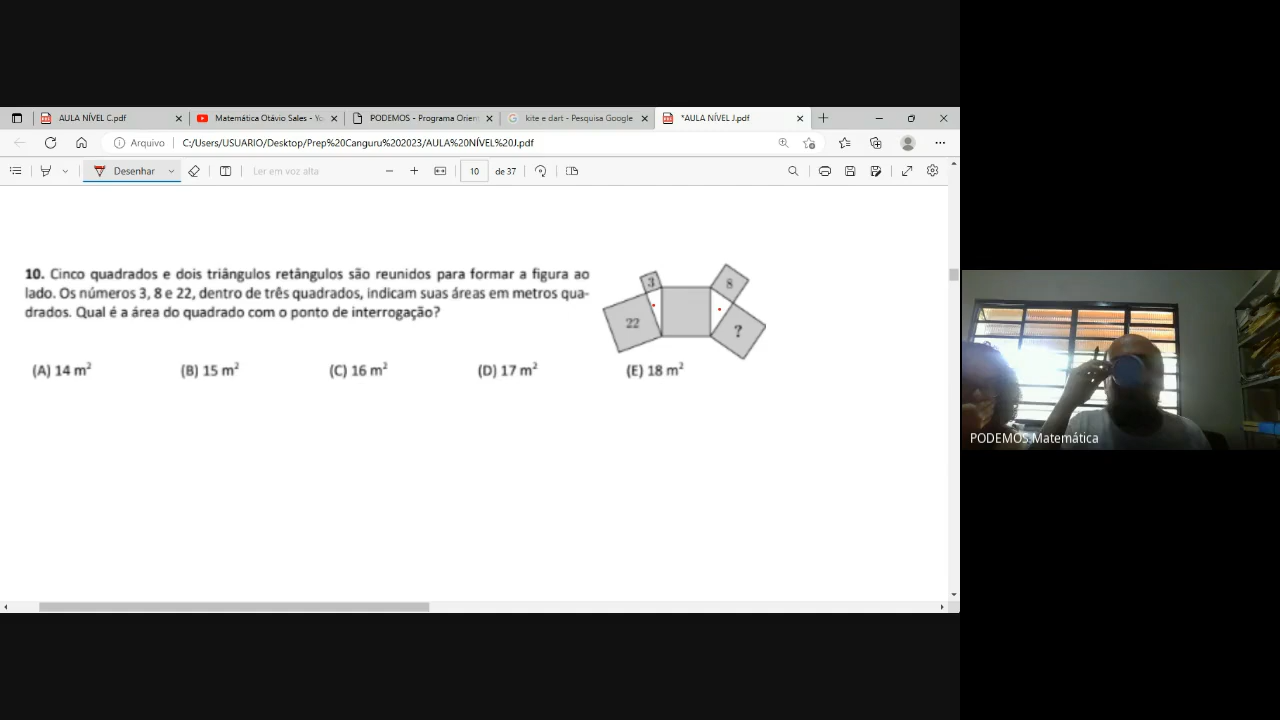 AULA NÍVEL C.pdf
Matemática Otávio Sales - Yo
PODEMOS - Programa Orien
kite e dart - Pesquisa Google
*AULA NÍVEL J.pdf
Arquivo C:/Users/USUARIO/Desktop/Prep%20Canguru%202023/AULA%20NÍVEL%20J.pdf
Desenhar
Ler em voz alta
10 de 37
10. Cinco quadrados e dois triângulos retângulos são reunidos para formar a figura ao
lado. Os números 3, 8 e 22, dentro de três quadrados, indicam suas áreas em metros qua-
drados. Qual é a área do quadrado com o ponto de interrogação?
3
8
22
?
(A) 14 m² (B) 15 m² (C) 16 m² (D) 17 m² (E) 18 m²
PODEMOS Matemática